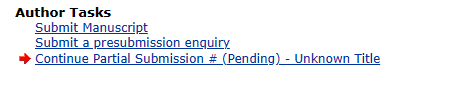 Author Tasks
Submit Manuscript
Submit a presubmission enquiry
Continue Partial Submission # (Pending) - Unknown Title